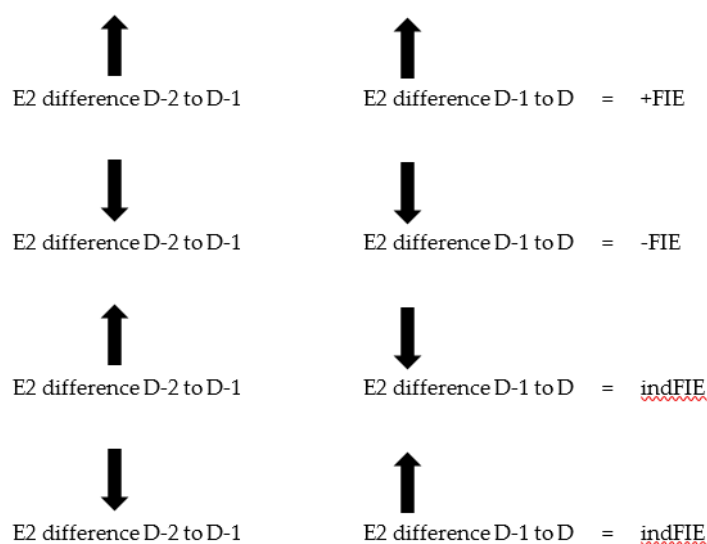 E2 difference D-2 to D-1 E2 difference D-1 to D = +FIE
E2 difference D-2 to D-1 E2 difference D-1 to D = -FIE
E2 difference D-2 to D-1 E2 difference D-1 to D = indFIE
E2 difference D-2 to D-1 E2 difference D-1 to D = indFIE